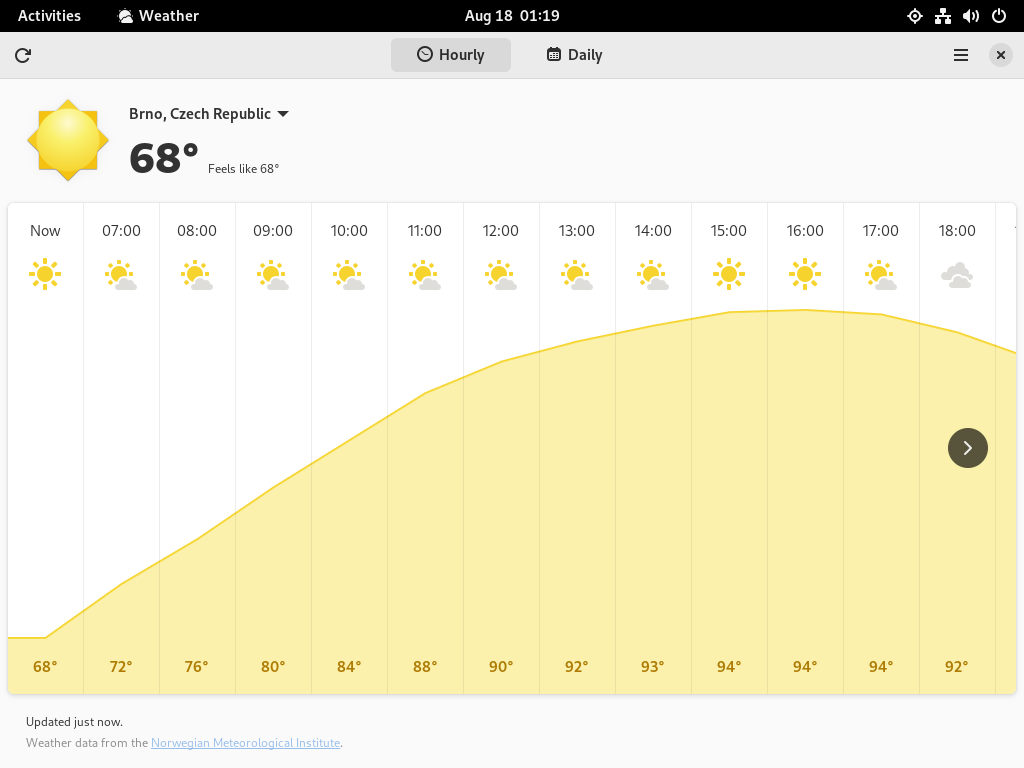 Activities Weather Aug 18 01:19
Hourly Daily
Brno, Czech Republic
68° Feels like 68°
Now 07:00 08:00 09:00 10:00 11:00 12:00 13:00 14:00 15:00 16:00 17:00 18:00
68° 72° 76° 80° 84° 88° 90° 92° 93° 94° 94° 94° 92°
Updated just now.
Weather data from the Norwegian Meteorological Institute.